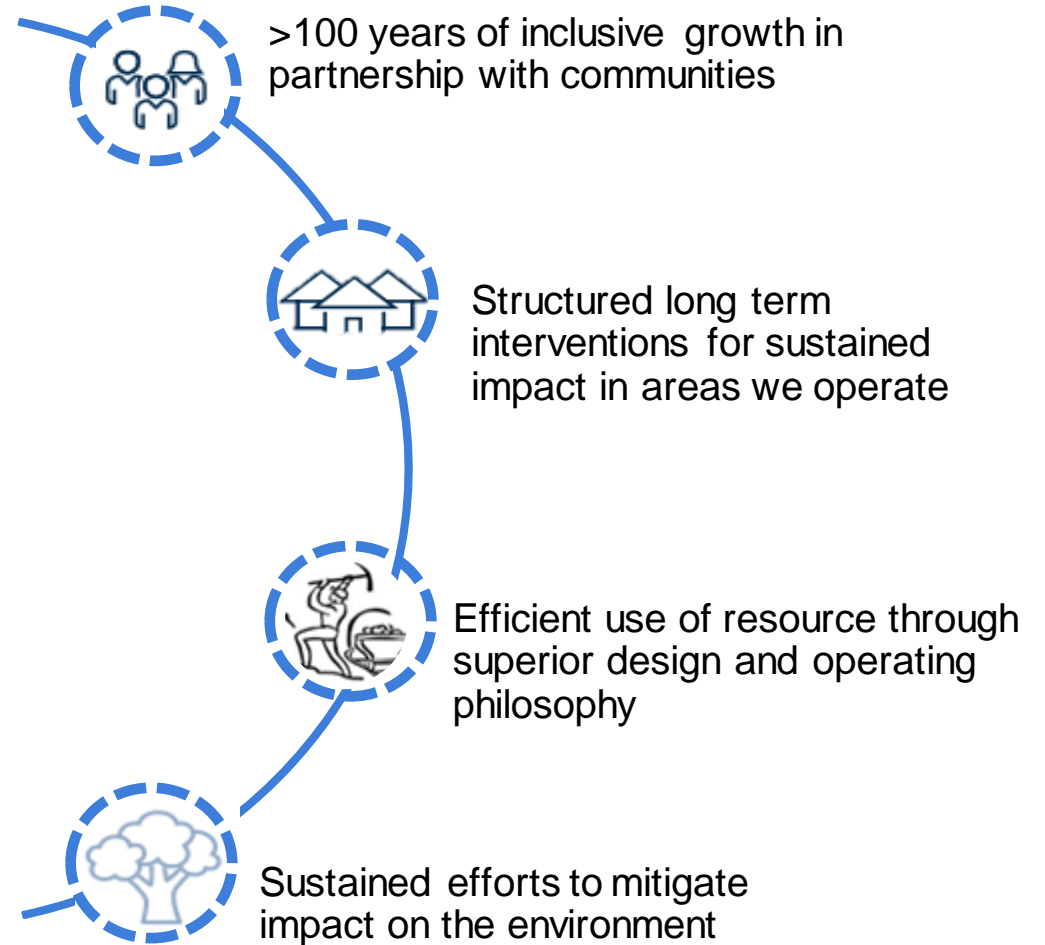 >100 years of inclusive growth in
partnership with communities
Structured long term
interventions for sustained
impact in areas we operate
Efficient use of resource through
superior design and operating
philosophy
Sustained efforts to mitigate
impact on the environment